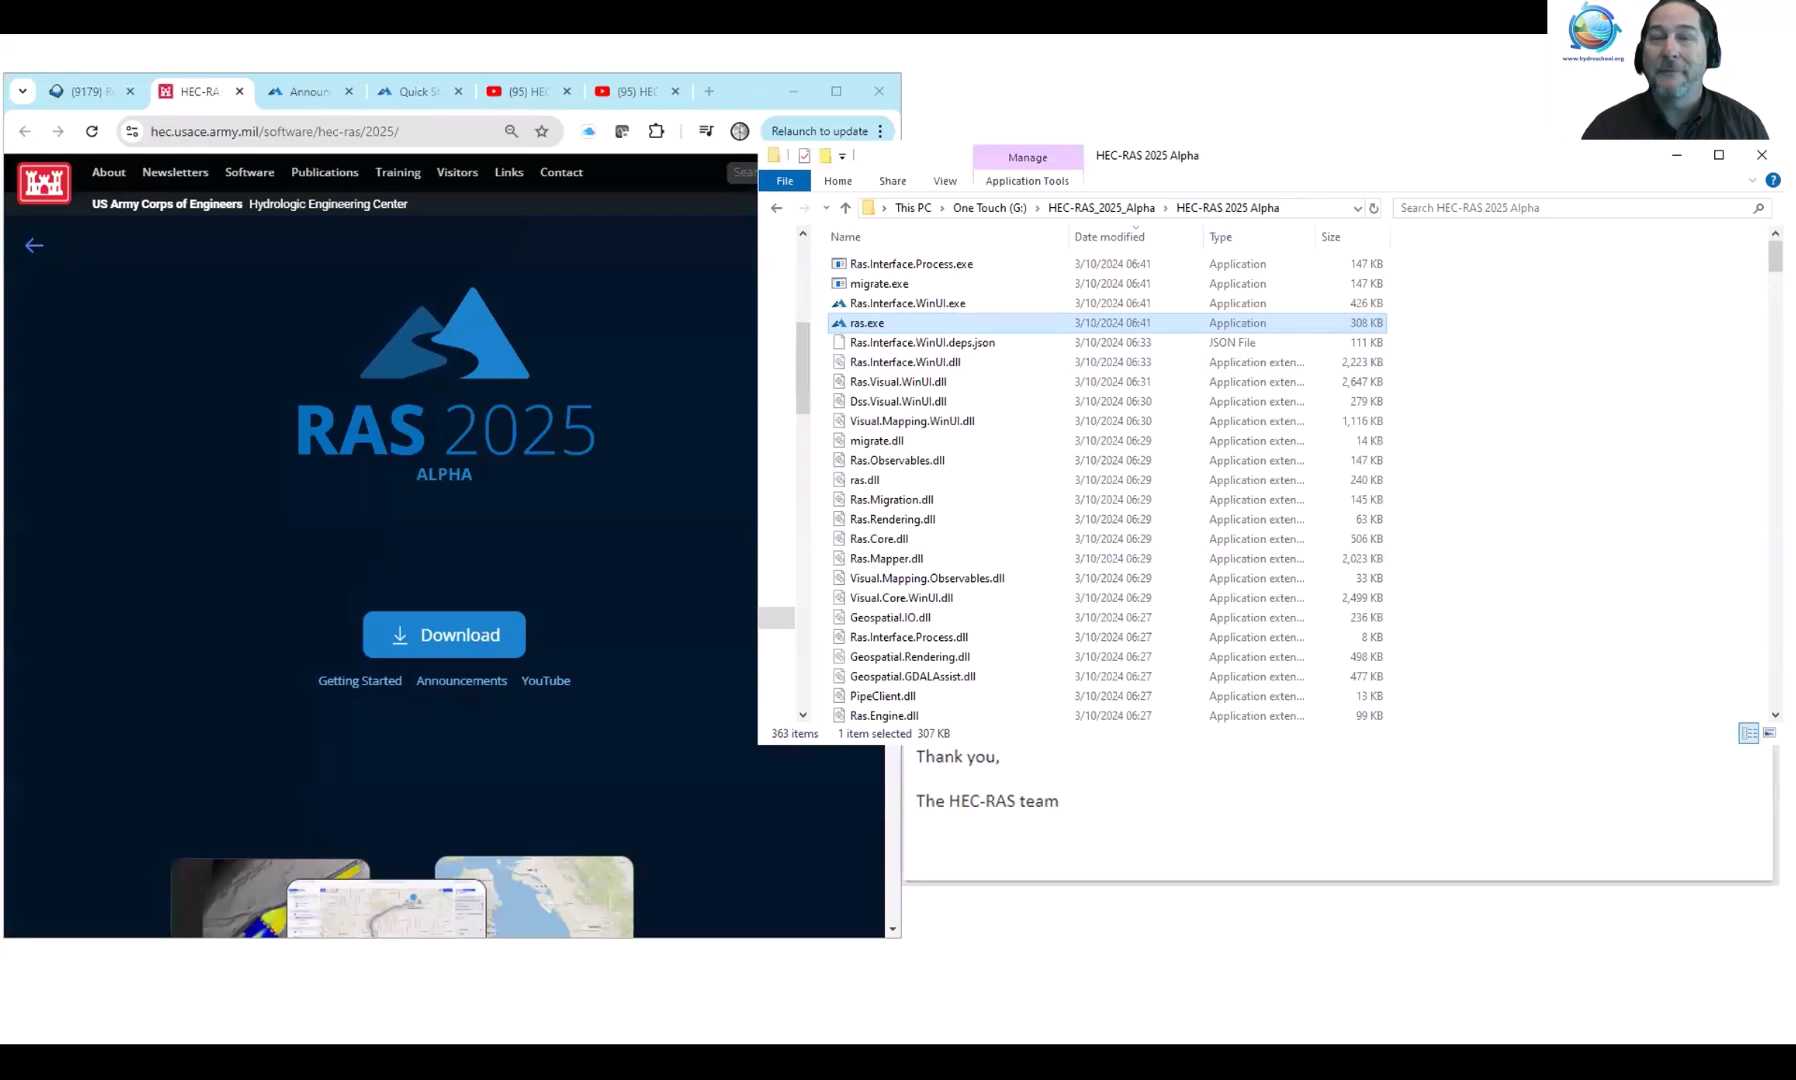 www.hydroschool.org
(9179) R
HEC-RA
Announ
Quick S
(95) HEC
(95) HEC
hec.usace.army.mil/software/hec-ras/2025/
Relaunch to update
About Newsletters Software Publications Training Visitors Links Contact
Sear
US Army Corps of Engineers Hydrologic Engineering Center
RAS 2025
ALPHA
Download
Getting Started Announcements YouTube
Manage
HEC-RAS 2025 Alpha
File Home Share View Application Tools
This PC > One Touch (G:) > HEC-RAS_2025_Alpha > HEC-RAS 2025 Alpha
Search HEC-RAS 2025 Alpha
Name Date modified Type Size
Ras.Interface.Process.exe 3/10/2024 06:41 Application 147 KB
migrate.exe 3/10/2024 06:41 Application 147 KB
Ras.Interface.WinUI.exe 3/10/2024 06:41 Application 426 KB
ras.exe 3/10/2024 06:41 Application 308 KB
Ras.Interface.WinUI.deps.json 3/10/2024 06:33 JSON File 111 KB
Ras.Interface.WinUI.dll 3/10/2024 06:33 Application exten... 2,223 KB
Ras.Visual.WinUI.dll 3/10/2024 06:31 Application exten... 2,647 KB
Dss.Visual.WinUI.dll 3/10/2024 06:30 Application exten... 279 KB
Visual.Mapping.WinUI.dll 3/10/2024 06:30 Application exten... 1,116 KB
migrate.dll 3/10/2024 06:29 Application exten... 14 KB
Ras.Observables.dll 3/10/2024 06:29 Application exten... 147 KB
ras.dll 3/10/2024 06:29 Application exten... 240 KB
Ras.Migration.dll 3/10/2024 06:29 Application exten... 145 KB
Ras.Rendering.dll 3/10/2024 06:29 Application exten... 63 KB
Ras.Core.dll 3/10/2024 06:29 Application exten... 506 KB
Ras.Mapper.dll 3/10/2024 06:29 Application exten... 2,023 KB
Visual.Mapping.Observables.dll 3/10/2024 06:29 Application exten... 33 KB
Visual.Core.WinUI.dll 3/10/2024 06:29 Application exten... 2,499 KB
Geospatial.IO.dll 3/10/2024 06:27 Application exten... 236 KB
Ras.Interface.Process.dll 3/10/2024 06:27 Application exten... 8 KB
Geospatial.Rendering.dll 3/10/2024 06:27 Application exten... 498 KB
Geospatial.GDALAssist.dll 3/10/2024 06:27 Application exten... 477 KB
PipeClient.dll 3/10/2024 06:27 Application exten... 13 KB
Ras.Engine.dll 3/10/2024 06:27 Application exten... 99 KB
363 items 1 item selected 307 KB
Thank you,
The HEC-RAS team